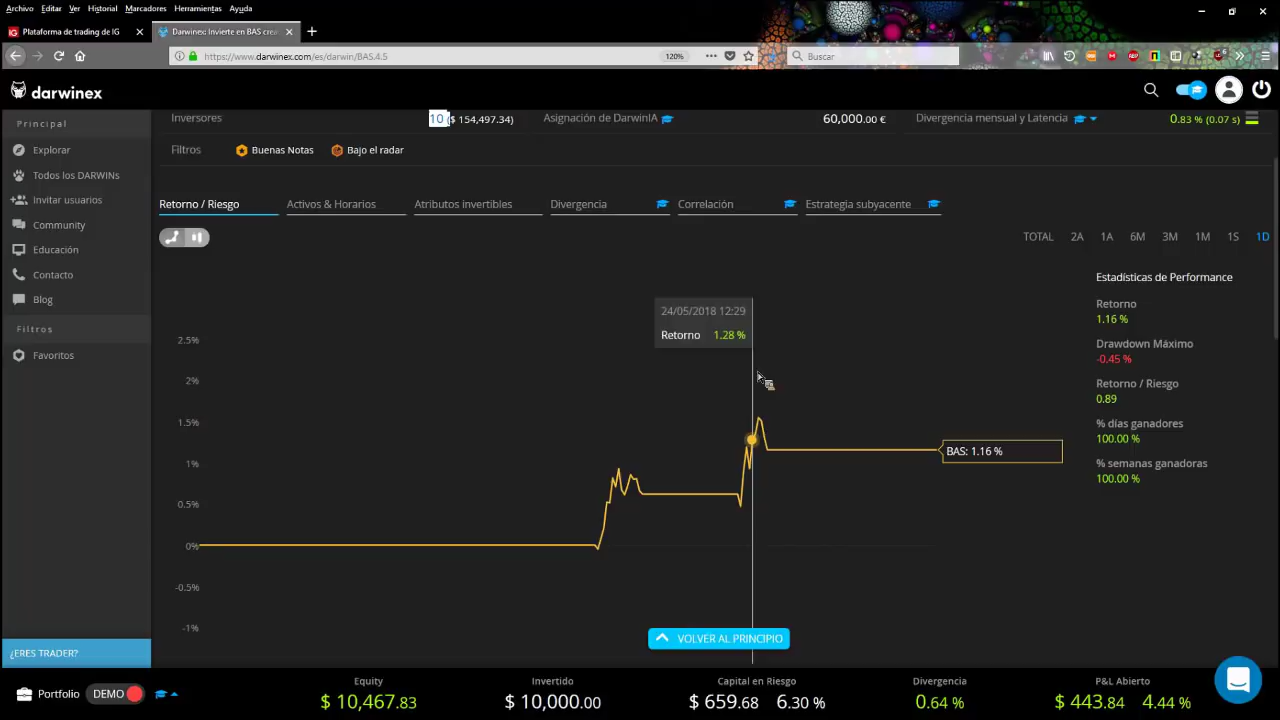 Archivo Editar Ver Historial Marcadores Herramientas Ayuda
Plataforma de trading de IG
Darwinex: Invierte en BAS crea
https://www.darwinex.com/es/darwin/BAS.4.5
120%
Buscar
darwinex
Principal
Explorar
Todos los DARWINs
Invitar usuarios
Community
Educación
Contacto
Blog
Filtros
Favoritos
¿ERES TRADER?
Inversores 10 ($ 154,497.34)
Asignación de DarwinIA 60,000.00 €
Divergencia mensual y Latencia 0.83 % (0.07 s)
Filtros Buenas Notas Bajo el radar
Retorno / Riesgo Activos & Horarios Atributos invertibles Divergencia Correlación Estrategia subyacente
TOTAL 2A 1A 6M 3M 1M 1S 1D
24/05/2018 12:29
Retorno 1.28 %
2.5%
2%
1.5%
1%
0.5%
0%
-0.5%
-1%
BAS: 1.16 %
Estadísticas de Performance
Retorno
1.16 %
Drawdown Máximo
-0.45 %
Retorno / Riesgo
0.89
% días ganadores
100.00 %
% semanas ganadoras
100.00 %
VOLVER AL PRINCIPIO
Portfolio DEMO
Equity
$ 10,467.83
Invertido
$ 10,000.00
Capital en Riesgo
$ 659.68 6.30 %
Divergencia
0.64 %
P&L Abierto
$ 443.84 4.44 %